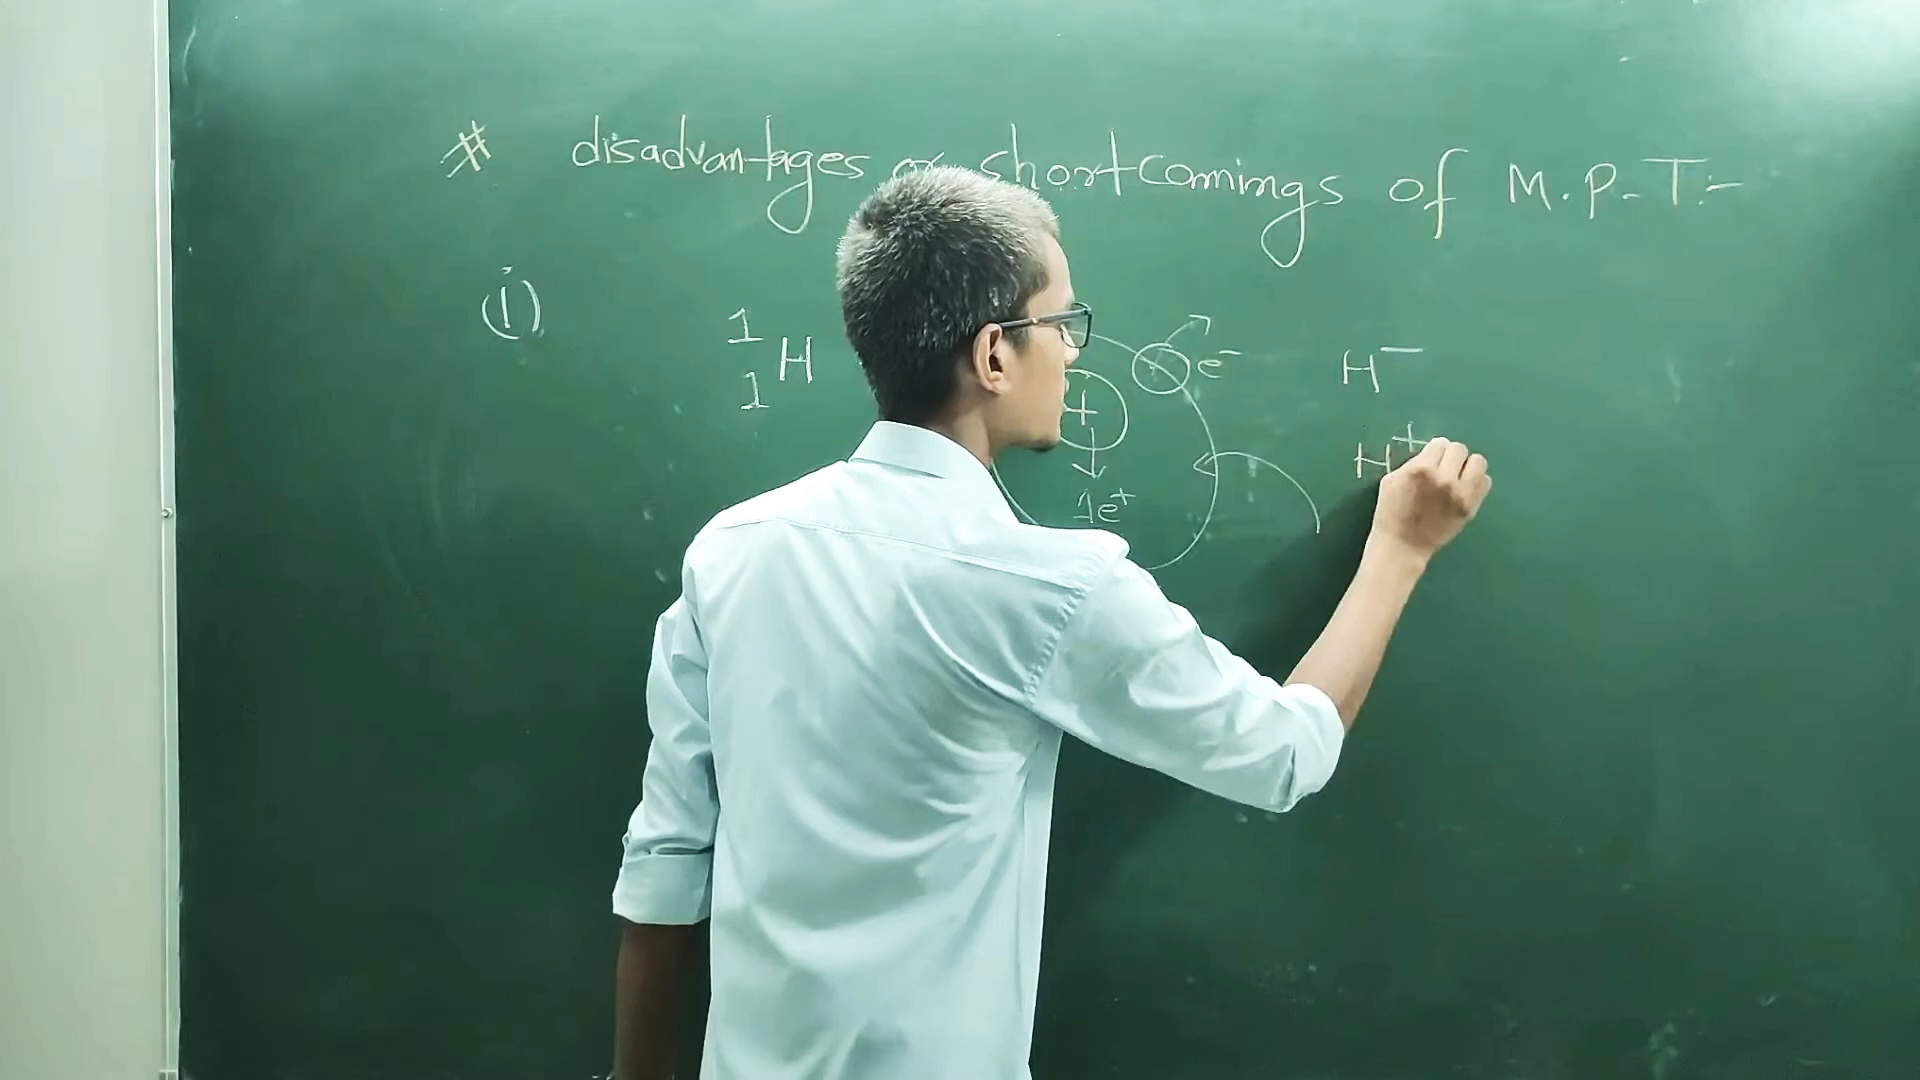 # disadvantages or shortcomings of M.P.T:-
(i)
1
1 H
+
e-
1e+
H-
H+